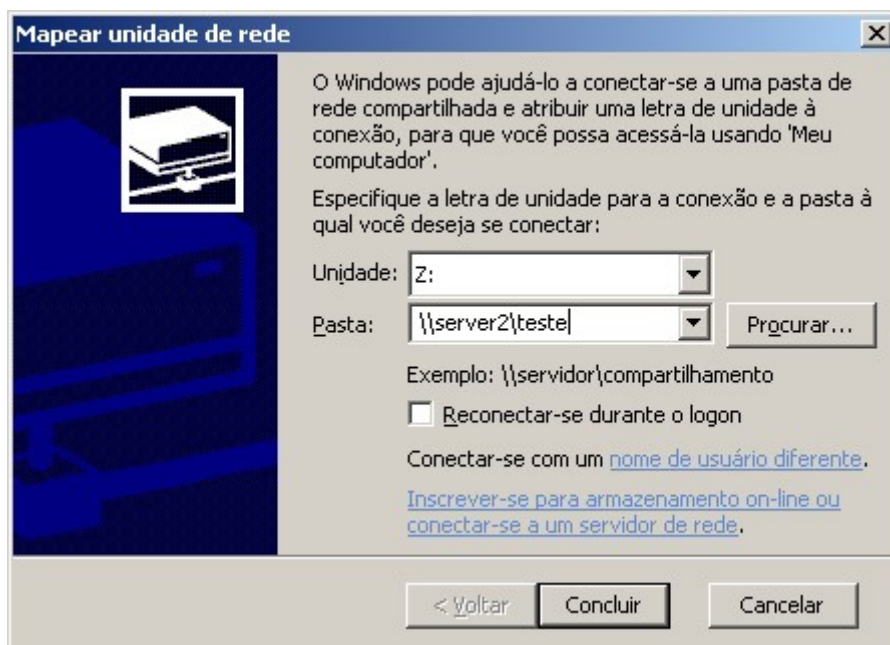 Mapear unidade de rede
O Windows pode ajudá-lo a conectar-se a uma pasta de
rede compartilhada e atribuir uma letra de unidade à
conexão, para que você possa acessá-la usando 'Meu
computador'.
Especifique a letra de unidade para a conexão e a pasta à
qual você deseja se conectar:
Unidade: Z:
Pasta: \\server2\teste Procurar...
Exemplo: \\servidor\compartilhamento
Reconectar-se durante o logon
Conectar-se com um nome de usuário diferente.
Inscrever-se para armazenamento on-line ou
conectar-se a um servidor de rede.
< Voltar Concluir Cancelar